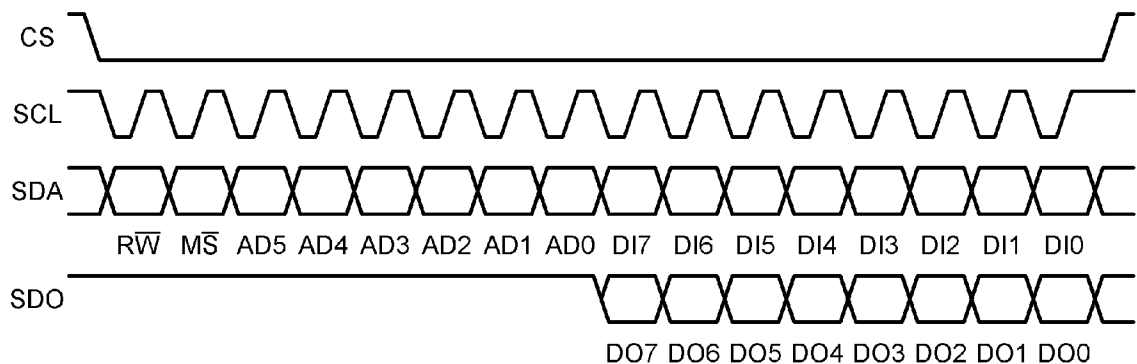 CS
SCL
SDA
RW̅ MS̅ AD5 AD4 AD3 AD2 AD1 AD0 DI7 DI6 DI5 DI4 DI3 DI2 DI1 DI0
SDO
DO7 DO6 DO5 DO4 DO3 DO2 DO1 DO0